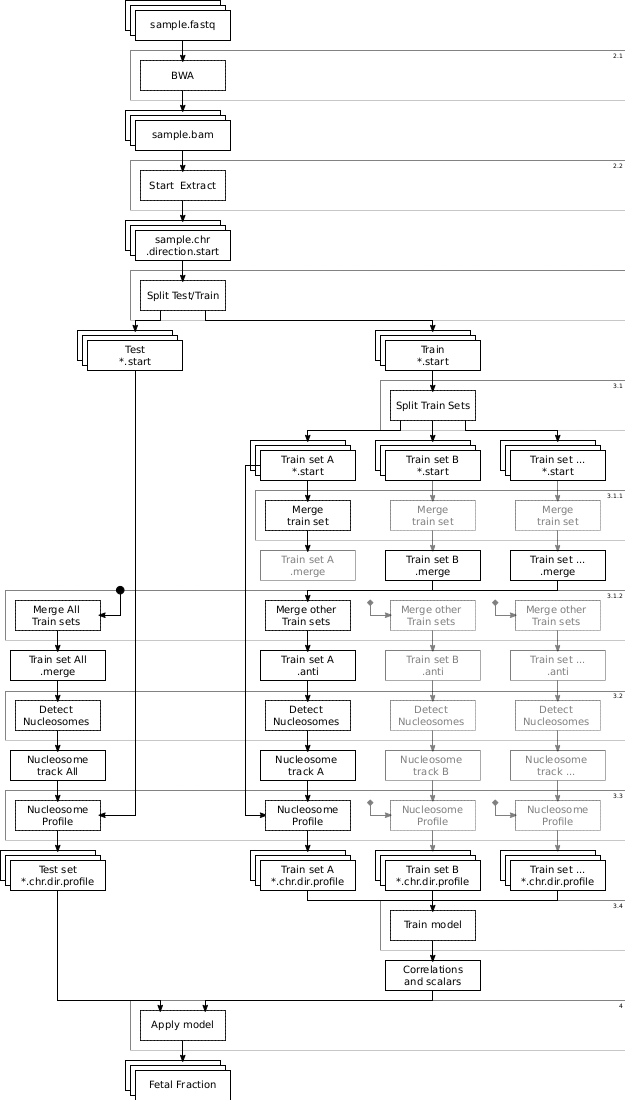 sample.fastq
2.1
BWA
sample.bam
2.2
Start Extract
sample.chr
.direction.start
Split Test/Train
Test
*.start
Train
*.start
3.1
Split Train Sets
Train set A
*.start
Train set B
*.start
Train set ...
*.start
3.1.1
Merge
train set
Merge
train set
Merge
train set
Train set A
.merge
Train set B
.merge
Train set ...
.merge
3.1.2
Merge All
Train sets
Merge other
Train sets
Merge other
Train sets
Merge other
Train sets
Train set All
.merge
Train set A
.anti
Train set B
.anti
Train set ...
.anti
3.2
Detect
Nucleosomes
Detect
Nucleosomes
Detect
Nucleosomes
Detect
Nucleosomes
Nucleosome
track All
Nucleosome
track A
Nucleosome
track B
Nucleosome
track ...
3.3
Nucleosome
Profile
Nucleosome
Profile
Nucleosome
Profile
Nucleosome
Profile
Test set
*.chr.dir.profile
Train set A
*.chr.dir.profile
Train set B
*.chr.dir.profile
Train set ...
*.chr.dir.profile
3.4
Train model
Correlations
and scalars
4
Apply model
Fetal Fraction